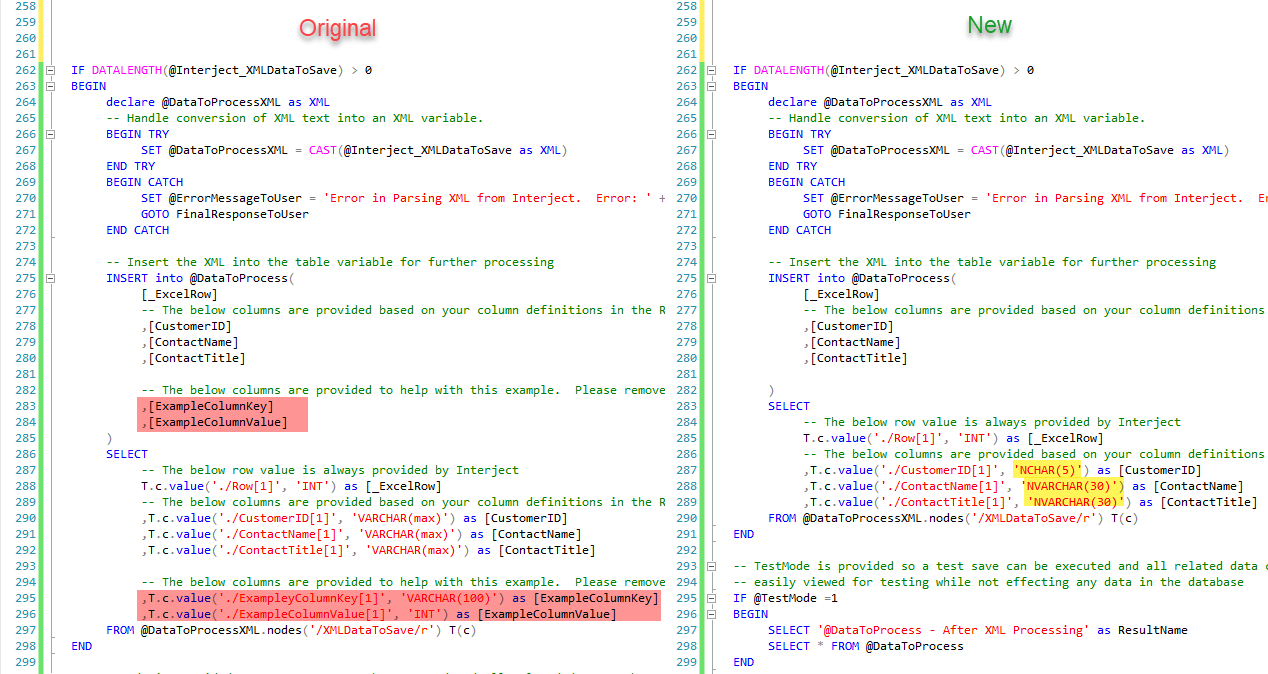 Original
258
259
260
261
262 IF DATALENGTH(@Interject_XMLDataToSave) > 0
263 BEGIN
264 declare @DataToProcessXML as XML
265 -- Handle conversion of XML text into an XML variable.
266 BEGIN TRY
267 SET @DataToProcessXML = CAST(@Interject_XMLDataToSave as XML)
268 END TRY
269 BEGIN CATCH
270 SET @ErrorMessageToUser = 'Error in Parsing XML from Interject.  Error: ' +
271 GOTO FinalResponseToUser
272 END CATCH
273
274 -- Insert the XML into the table variable for further processing
275 INSERT into @DataToProcess(
276 [_ExcelRow]
277 -- The below columns are provided based on your column definitions in the R
278 ,[CustomerID]
279 ,[ContactName]
280 ,[ContactTitle]
281
282 -- The below columns are provided to help with this example.  Please remove
283 ,[ExampleColumnKey]
284 ,[ExampleColumnValue]
285 )
286 SELECT
287 -- The below row value is always provided by Interject
288 T.c.value('./Row[1]', 'INT') as [_ExcelRow]
289 -- The below columns are provided based on your column definitions in the R
290 ,T.c.value('./CustomerID[1]', 'VARCHAR(max)') as [CustomerID]
291 ,T.c.value('./ContactName[1]', 'VARCHAR(max)') as [ContactName]
292 ,T.c.value('./ContactTitle[1]', 'VARCHAR(max)') as [ContactTitle]
293
294 -- The below columns are provided to help with this example.  Please remove
295 ,T.c.value('./ExampleyColumnKey[1]', 'VARCHAR(100)') as [ExampleColumnKey]
296 ,T.c.value('./ExampleColumnValue[1]', 'INT') as [ExampleColumnValue]
297 FROM @DataToProcessXML.nodes('/XMLDataToSave/r') T(c)
298 END
299
New
258
259
260
261
262 IF DATALENGTH(@Interject_XMLDataToSave) > 0
263 BEGIN
264 declare @DataToProcessXML as XML
265 -- Handle conversion of XML text into an XML variable.
266 BEGIN TRY
267 SET @DataToProcessXML = CAST(@Interject_XMLDataToSave as XML)
268 END TRY
269 BEGIN CATCH
270 SET @ErrorMessageToUser = 'Error in Parsing XML from Interject.
271 GOTO FinalResponseToUser
272 END CATCH
273
274 -- Insert the XML into the table variable for further processing
275 INSERT into @DataToProcess(
276 [_ExcelRow]
277 -- The below columns are provided based on your column definitions
278 ,[CustomerID]
279 ,[ContactName]
280 ,[ContactTitle]
281
282 )
283 SELECT
284 -- The below row value is always provided by Interject
285 T.c.value('./Row[1]', 'INT') as [_ExcelRow]
286 -- The below columns are provided based on your column definitions
287 ,T.c.value('./CustomerID[1]', 'NCHAR(5)') as [CustomerID]
288 ,T.c.value('./ContactName[1]', 'NVARCHAR(30)') as [ContactName]
289 ,T.c.value('./ContactTitle[1]', 'NVARCHAR(30)') as [ContactTitle]
290 FROM @DataToProcessXML.nodes('/XMLDataToSave/r') T(c)
291 END
292
293 -- TestMode is provided so a test save can be executed and all related data
294 -- easily viewed for testing while not effecting any data in the database
295 IF @TestMode =1
296 BEGIN
297 SELECT '@DataToProcess - After XML Processing' as ResultName
298 SELECT * FROM @DataToProcess
299 END